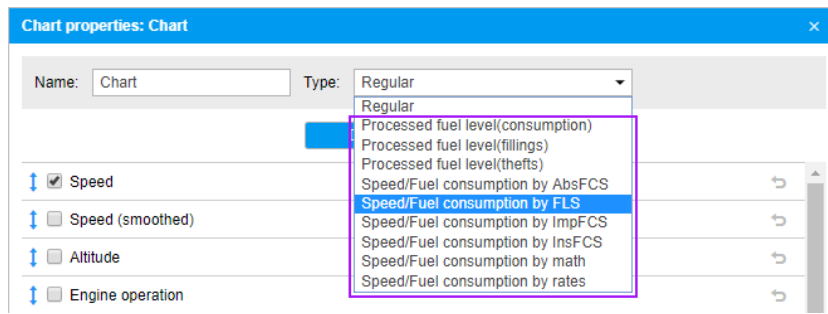 Chart properties: Chart
Name: Chart Type: Regular
Regular
Processed fuel level(consumption)
Processed fuel level(fillings)
Processed fuel level(thefts)
Speed/Fuel consumption by AbsFCS
Speed/Fuel consumption by FLS
Speed/Fuel consumption by ImpFCS
Speed/Fuel consumption by InsFCS
Speed/Fuel consumption by math
Speed/Fuel consumption by rates
Speed
Speed (smoothed)
Altitude
Engine operation